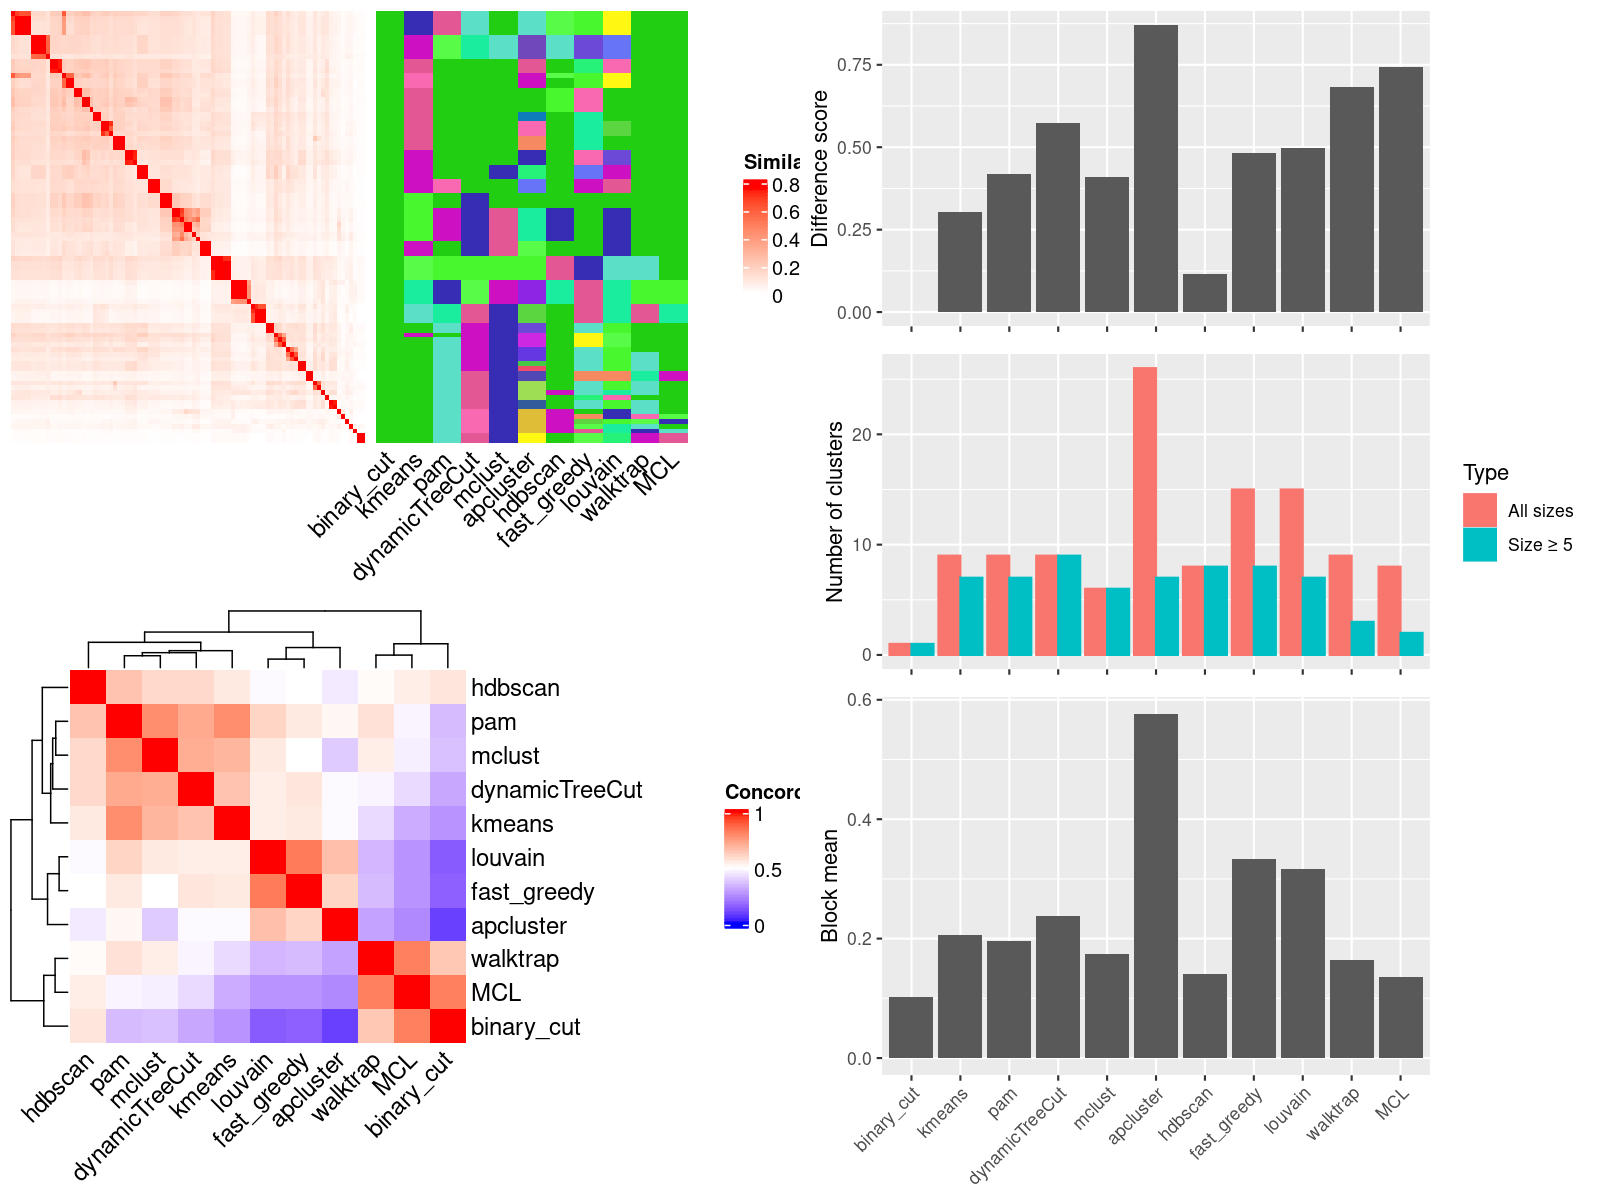 Simila
0.8
0.6
0.4
0.2
0
binary_cut
kmeans
pam
dynamicTreeCut
mclust
apcluster
hdbscan
fast_greedy
louvain
walktrap
MCL
hdbscan
pam
mclust
dynamicTreeCut
kmeans
louvain
fast_greedy
apcluster
walktrap
MCL
binary_cut
hdbscan
pam
mclust
dynamicTreeCut
kmeans
louvain
fast_greedy
apcluster
walktrap
MCL
binary_cut
Concord
1
0.5
0
Difference score
0.75
0.50
0.25
0.00
Number of clusters
20
10
0
Type
All sizes
Size ≥ 5
Block mean
0.6
0.4
0.2
0.0
binary_cut
kmeans
pam
dynamicTreeCut
mclust
apcluster
hdbscan
fast_greedy
louvain
walktrap
MCL